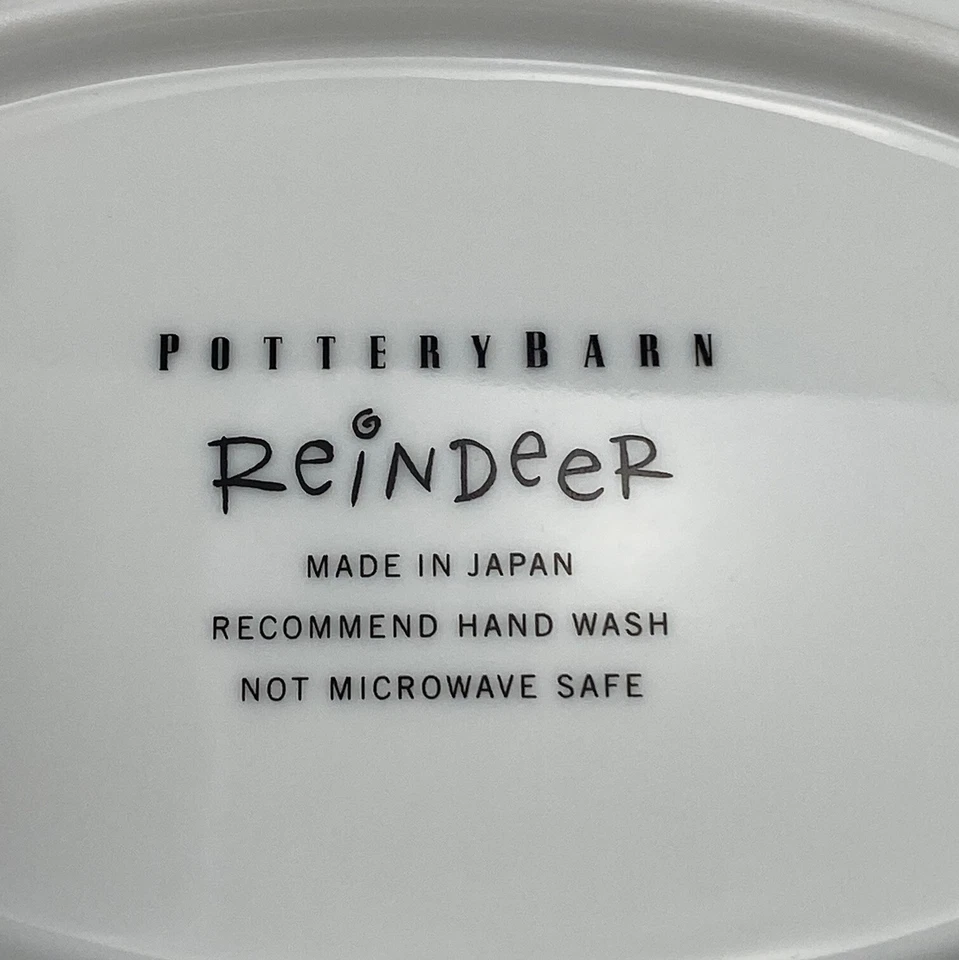 POTTERYBARN
ReiNDeeR
MADE IN JAPAN
RECOMMEND HAND WASH
NOT MICROWAVE SAFE